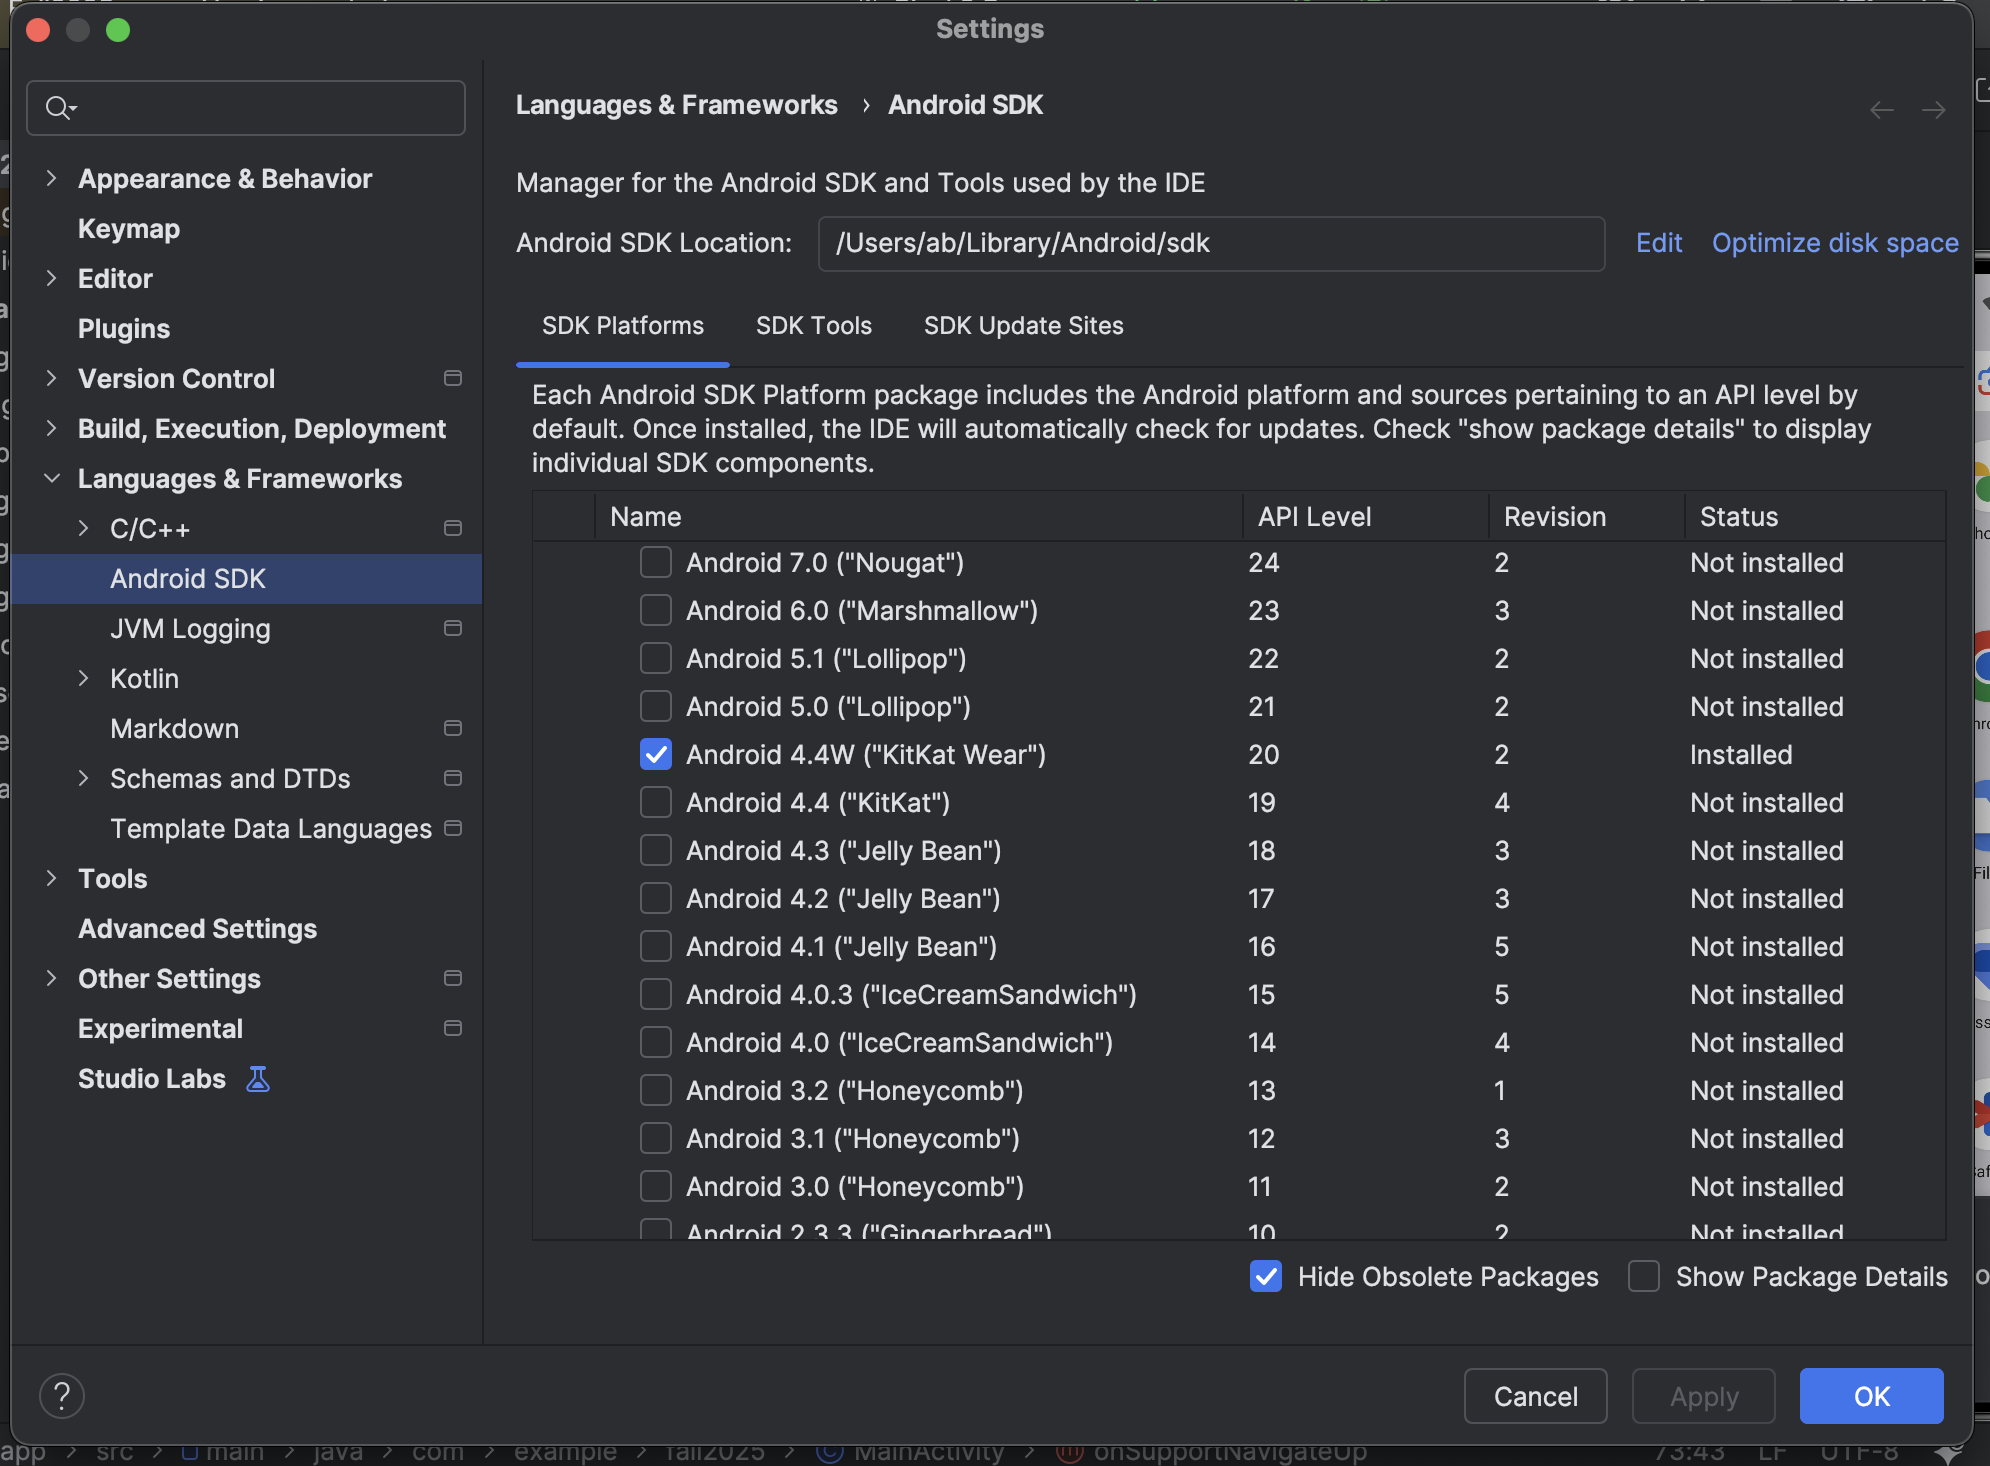 Settings
Languages & Frameworks › Android SDK
Appearance & Behavior
Keymap
Editor
Plugins
Version Control
Build, Execution, Deployment
Languages & Frameworks
C/C++
Android SDK
JVM Logging
Kotlin
Markdown
Schemas and DTDs
Template Data Languages
Tools
Advanced Settings
Other Settings
Experimental
Studio Labs
Manager for the Android SDK and Tools used by the IDE
Android SDK Location: /Users/ab/Library/Android/sdk Edit Optimize disk space
SDK Platforms SDK Tools SDK Update Sites
Each Android SDK Platform package includes the Android platform and sources pertaining to an API level by
default. Once installed, the IDE will automatically check for updates. Check "show package details" to display
individual SDK components.
Name API Level Revision Status
Android 7.0 ("Nougat") 24 2 Not installed
Android 6.0 ("Marshmallow") 23 3 Not installed
Android 5.1 ("Lollipop") 22 2 Not installed
Android 5.0 ("Lollipop") 21 2 Not installed
Android 4.4W ("KitKat Wear") 20 2 Installed
Android 4.4 ("KitKat") 19 4 Not installed
Android 4.3 ("Jelly Bean") 18 3 Not installed
Android 4.2 ("Jelly Bean") 17 3 Not installed
Android 4.1 ("Jelly Bean") 16 5 Not installed
Android 4.0.3 ("IceCreamSandwich") 15 5 Not installed
Android 4.0 ("IceCreamSandwich") 14 4 Not installed
Android 3.2 ("Honeycomb") 13 1 Not installed
Android 3.1 ("Honeycomb") 12 3 Not installed
Android 3.0 ("Honeycomb") 11 2 Not installed
Android 2.3.3 ("Gingerbread") 10 2 Not installed
Hide Obsolete Packages Show Package Details
? Cancel Apply OK
app › src › main › java › com › example › fall2025 › MainActivity › onSupportNavigateUp 73:43 LF UTF-8